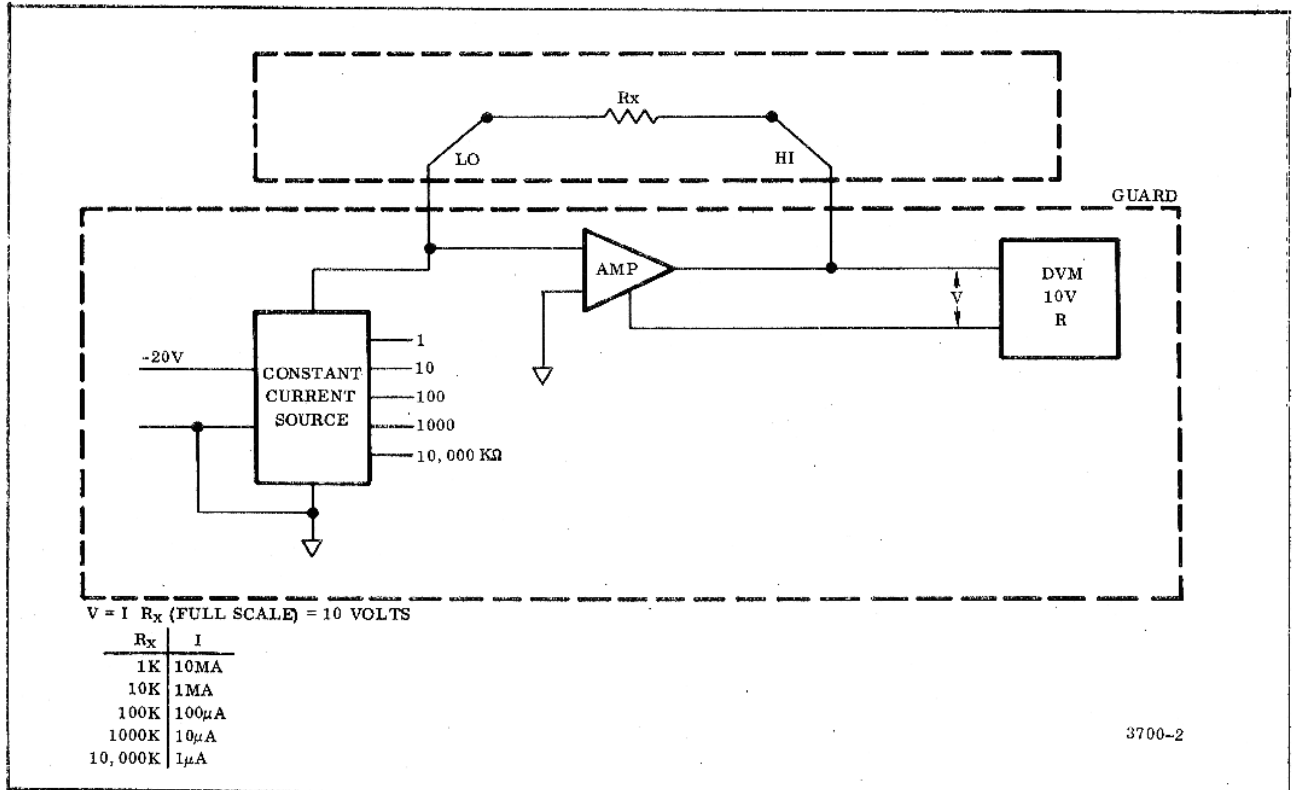 Rx
LO
HI
GUARD
AMP
V
DVM
10V
R
-20V
CONSTANT
CURRENT
SOURCE
1
10
100
1000
10,000 KΩ
V = I RX (FULL SCALE) = 10 VOLTS
RX I
1K 10MA
10K 1MA
100K 100μA
1000K 10μA
10,000K 1μA
3700-2